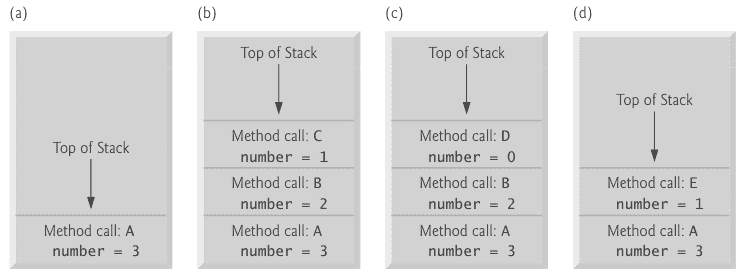 (a)
Top of Stack
Method call: A
number = 3
(b)
Top of Stack
Method call: C
number = 1
Method call: B
number = 2
Method call: A
number = 3
(c)
Top of Stack
Method call: D
number = 0
Method call: B
number = 2
Method call: A
number = 3
(d)
Top of Stack
Method call: E
number = 1
Method call: A
number = 3